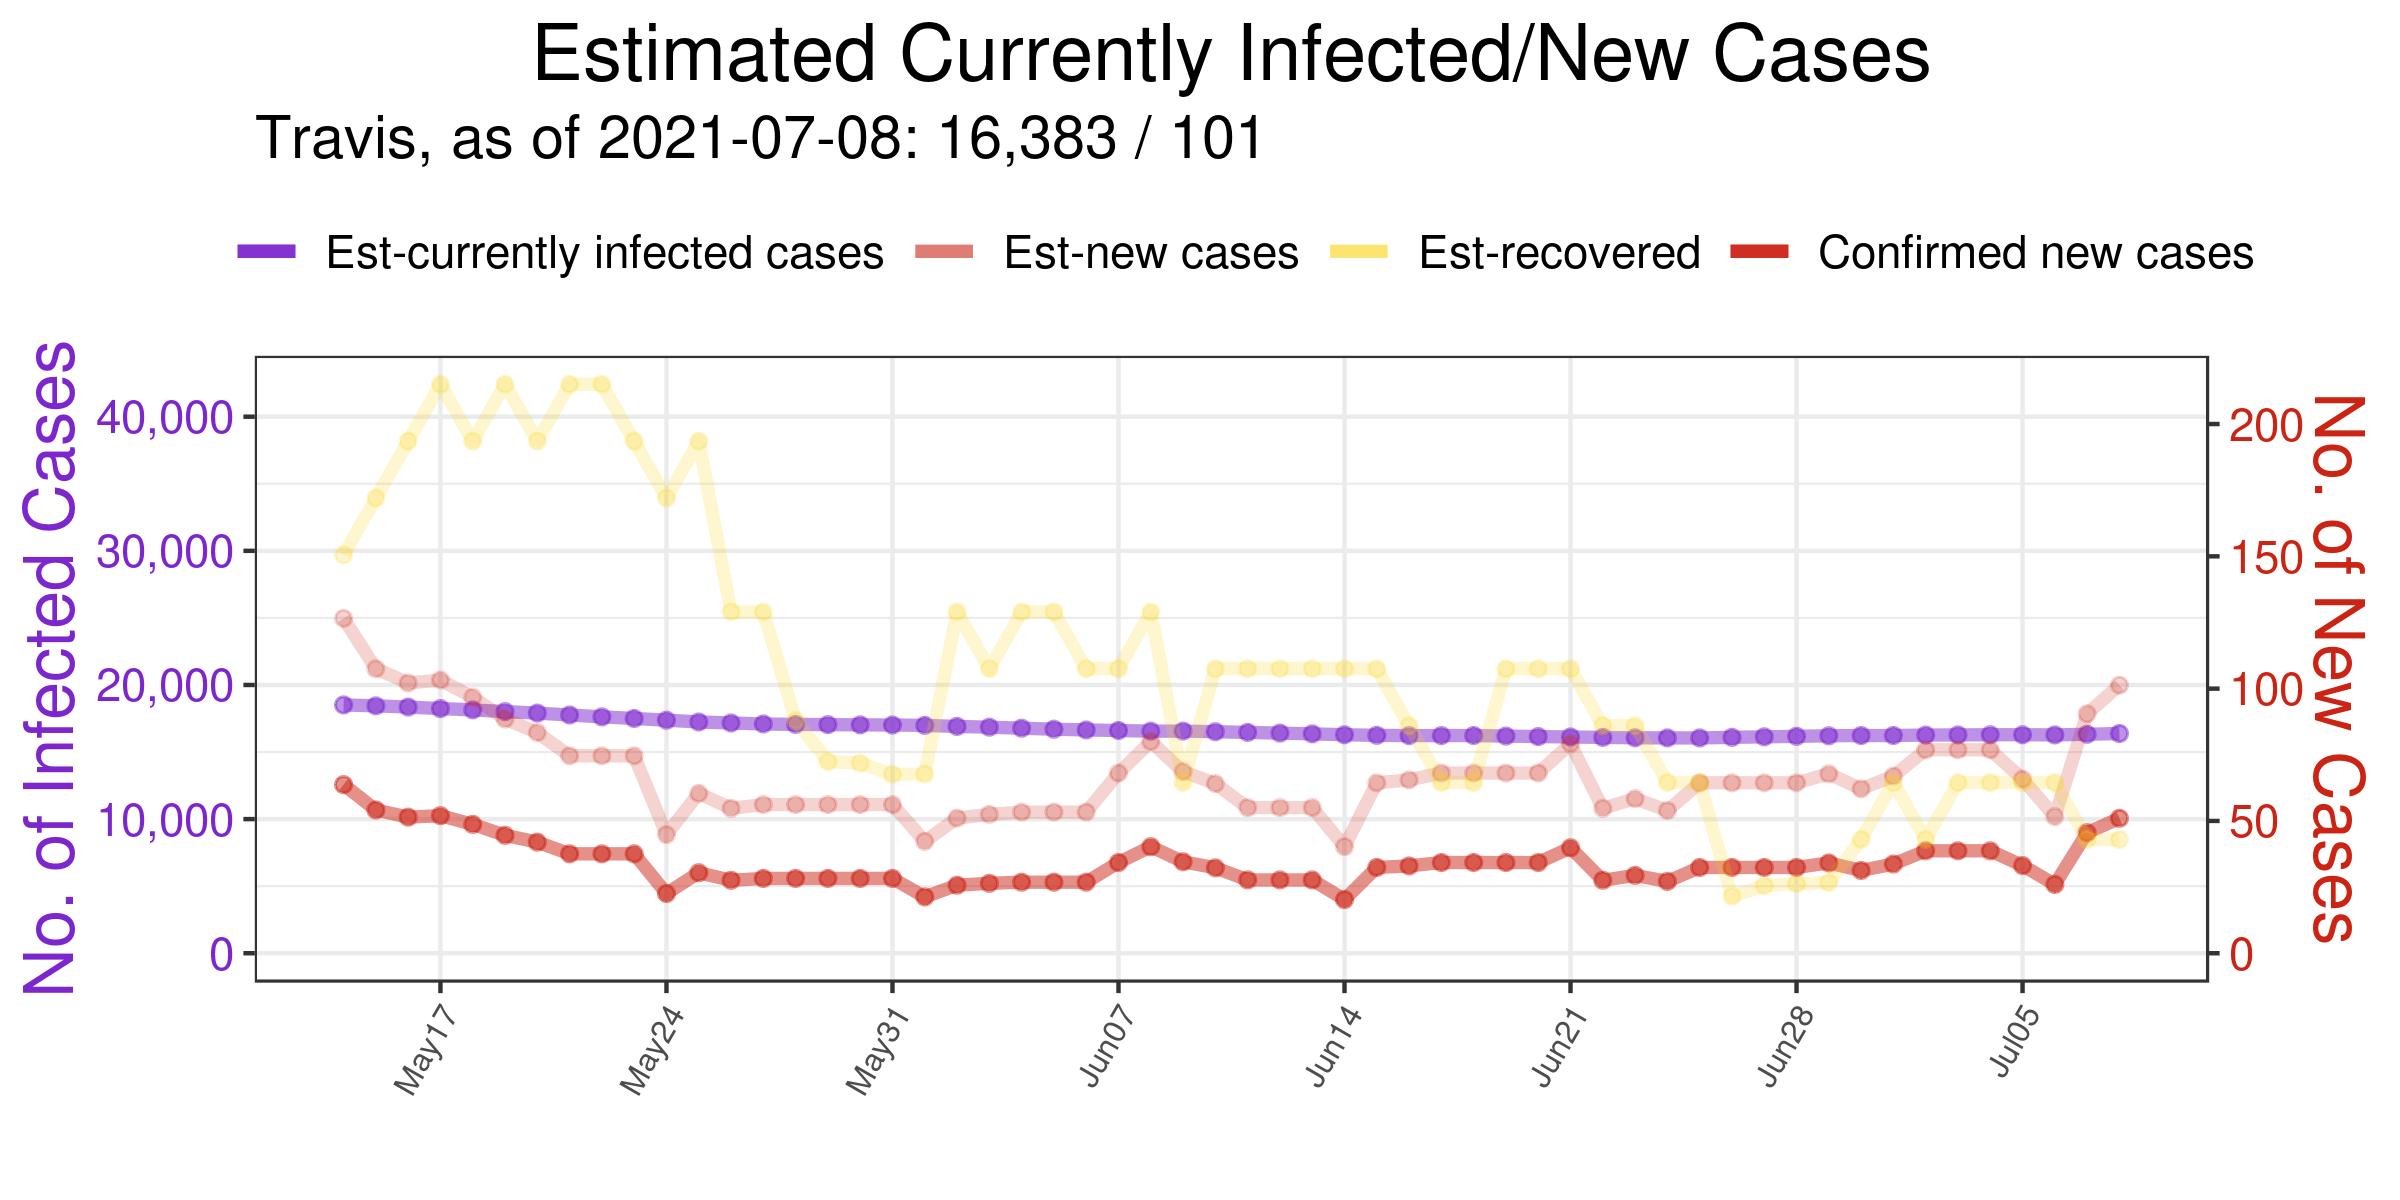 Estimated Currently Infected/New Cases
Travis, as of 2021-07-08: 16,383 / 101
Est-currently infected cases Est-new cases Est-recovered Confirmed new cases
No. of Infected Cases
40,000
30,000
20,000
10,000
0
200
150
100
50
0
No. of New Cases
May17 May24 May31 Jun07 Jun14 Jun21 Jun28 Jul05